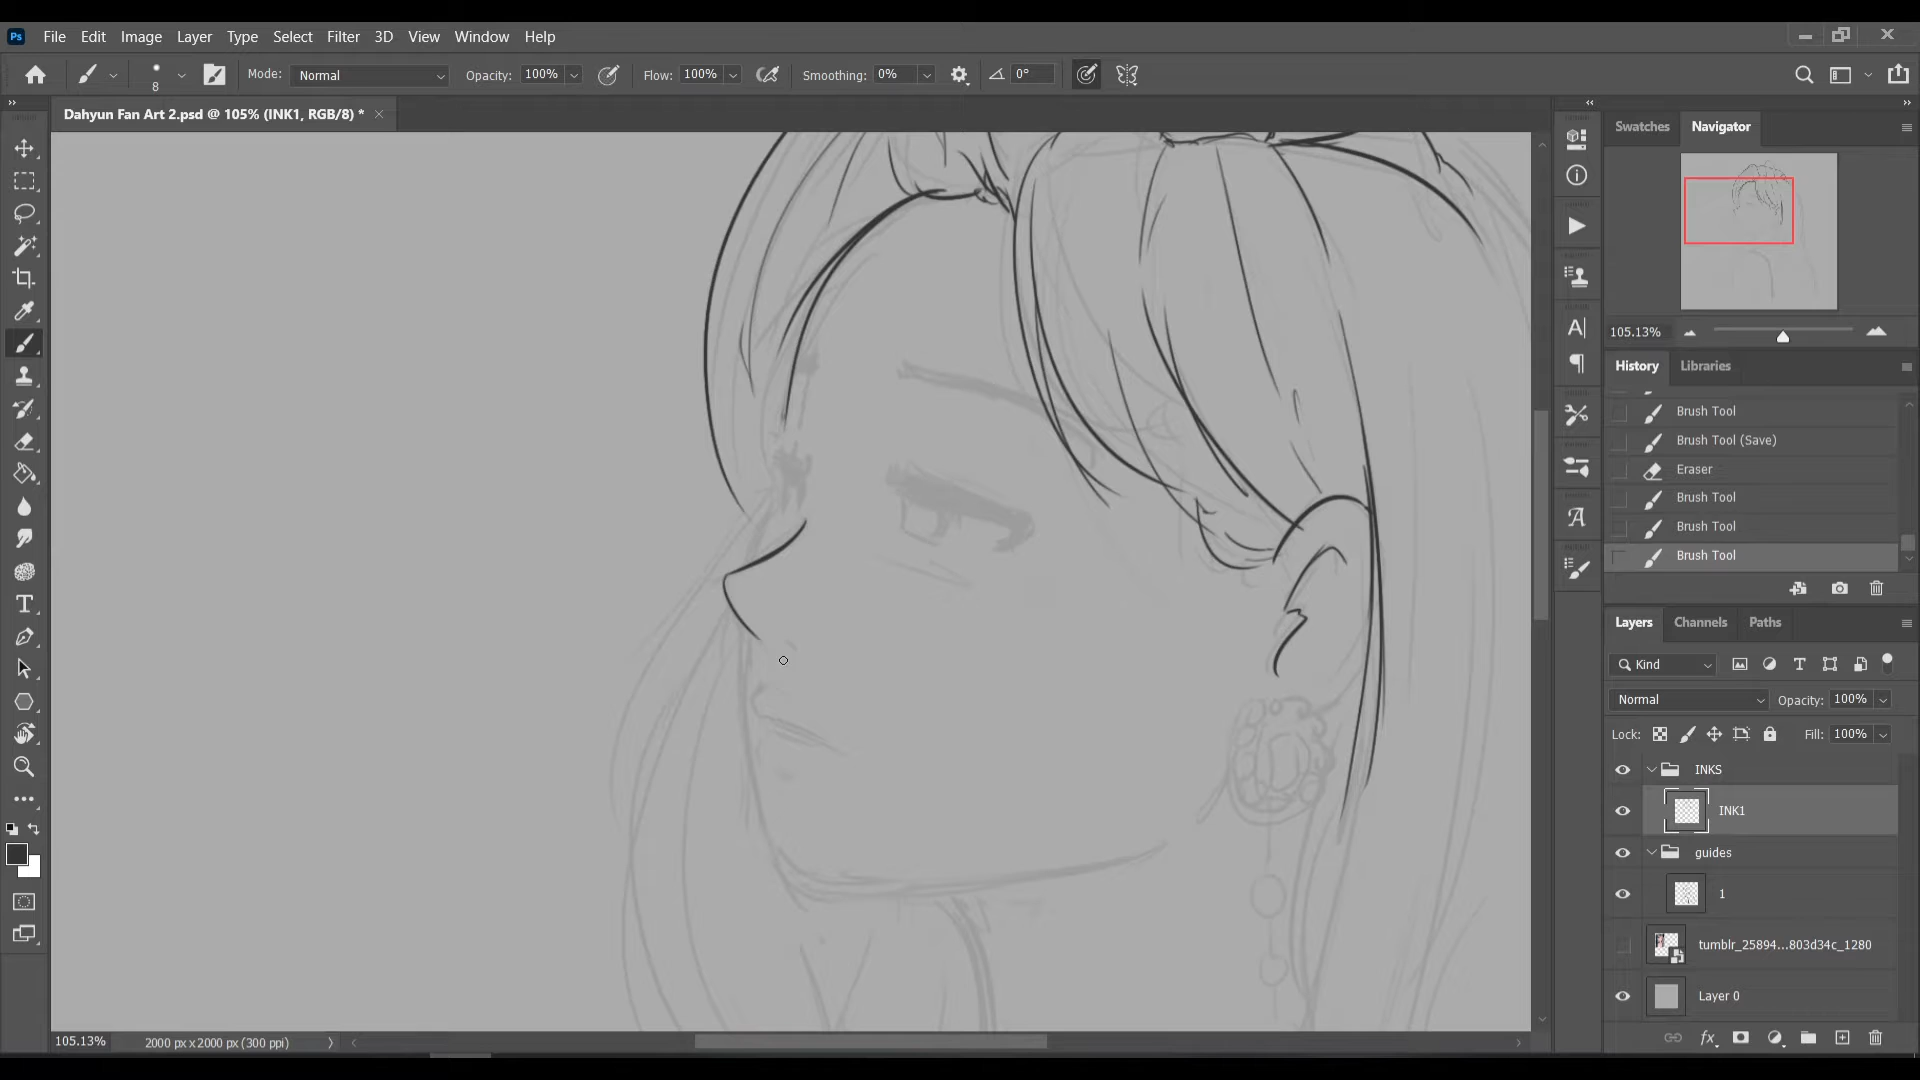 Ps File Edit Image Layer Type Select Filter 3D View Window Help
8 Mode: Normal Opacity: 100% Flow: 100% Smoothing: 0% 0°
Dahyun Fan Art 2.psd @ 105% (INK1, RGB/8) * ×
Swatches Navigator
105.13%
History Libraries
Brush Tool
Brush Tool (Save)
Eraser
Brush Tool
Brush Tool
Brush Tool
Layers Channels Paths
Kind
Normal Opacity: 100%
Lock: Fill: 100%
INKS
INK1
guides
1
tumblr_25894...803d34c_1280
Layer 0
105.13% 2000 px x 2000 px (300 ppi)